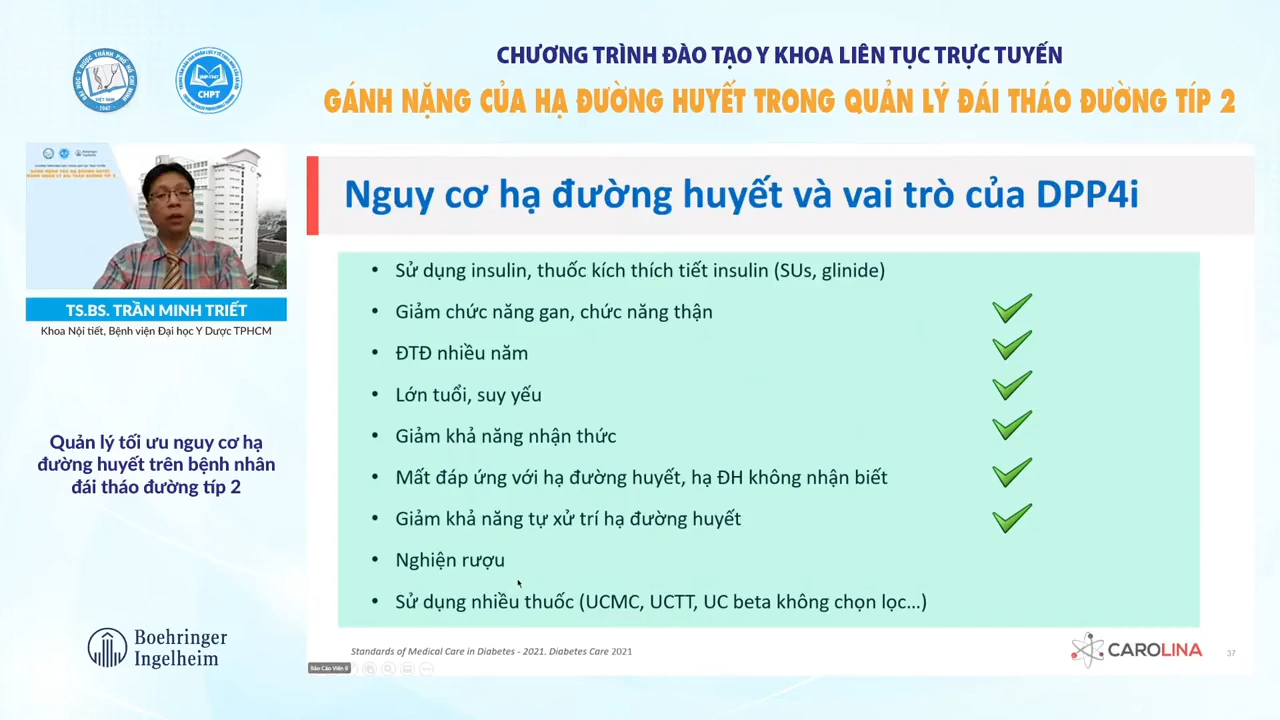 CHƯƠNG TRÌNH ĐÀO TẠO Y KHOA LIÊN TỤC TRỰC TUYẾN
GÁNH NẶNG CỦA HẠ ĐƯỜNG HUYẾT TRONG QUẢN LÝ ĐÁI THÁO ĐƯỜNG TÍP 2
CHPT
TS.BS. TRẦN MINH TRIẾT
Khoa Nội tiết, Bệnh viện Đại học Y Dược TPHCM
Quản lý tối ưu nguy cơ hạ
đường huyết trên bệnh nhân
đái tháo đường típ 2
Boehringer
Ingelheim
Nguy cơ hạ đường huyết và vai trò của DPP4i
• Sử dụng insulin, thuốc kích thích tiết insulin (SUs, glinide)
• Giảm chức năng gan, chức năng thận
• ĐTĐ nhiều năm
• Lớn tuổi, suy yếu
• Giảm khả năng nhận thức
• Mất đáp ứng với hạ đường huyết, hạ ĐH không nhận biết
• Giảm khả năng tự xử trí hạ đường huyết
• Nghiện rượu
• Sử dụng nhiều thuốc (UCMC, UCTT, UC beta không chọn lọc...)
Standards of Medical Care in Diabetes - 2021. Diabetes Care 2021
CAROLINA
37